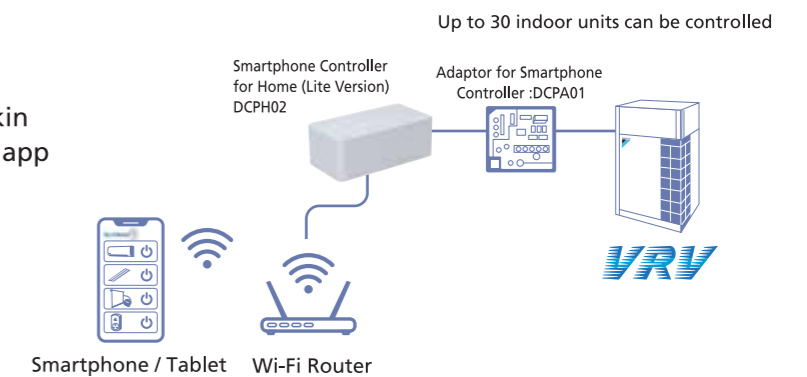 Up to 30 indoor units can be controlled
Smartphone Controller
for Home (Lite Version)
DCPH02
Adaptor for Smartphone
Controller :DCPA01
app
VRV
Smartphone / Tablet
Wi-Fi Router